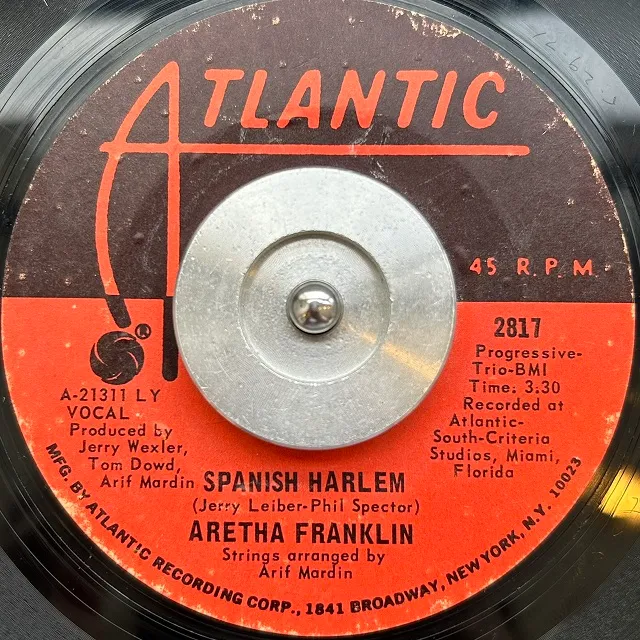 ATLANTIC
45 R.P.M.
®
2817
Progressive-
Trio-BMI
Time: 3:30
Recorded at
Atlantic-
South-Criteria
Studios, Miami,
Florida
A-21311 LY
VOCAL
Produced by
Jerry Wexler,
Tom Dowd,
Arif Mardin
SPANISH HARLEM
(Jerry Leiber-Phil Spector)
ARETHA FRANKLIN
Strings arranged by
Arif Mardin
MFG. BY ATLANTIC RECORDING CORP., 1841 BROADWAY, NEW YORK, N.Y. 10023